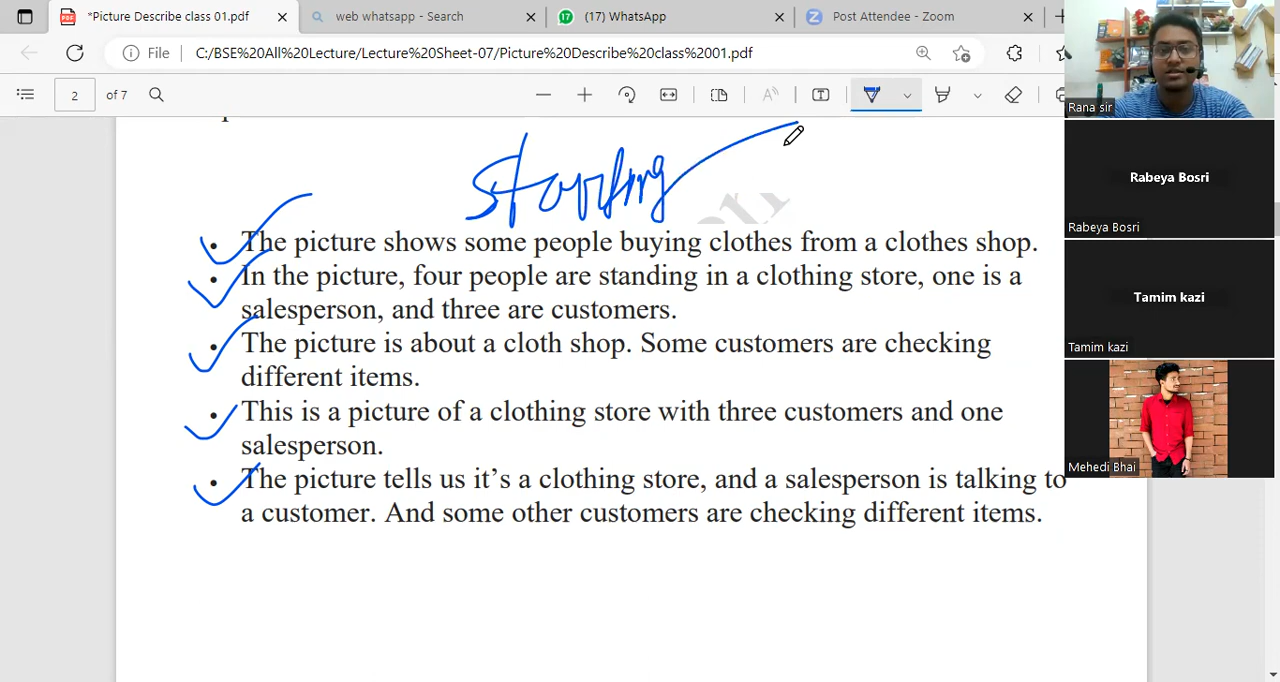 *Picture Describe class 01.pdf
web whatsapp - Search
(17) WhatsApp
Post Attendee - Zoom
File
C:/BSE%20All%20Lecture/Lecture%20Sheet-07/Picture%20Describe%20class%2001.pdf
2 of 7
starting
• The picture shows some people buying clothes from a clothes shop.
• In the picture, four people are standing in a clothing store, one is a
salesperson, and three are customers.
• The picture is about a cloth shop. Some customers are checking
different items.
• This is a picture of a clothing store with three customers and one
salesperson.
• The picture tells us it’s a clothing store, and a salesperson is talking to
a customer. And some other customers are checking different items.
Rana sir
Rabeya Bosri
Rabeya Bosri
Tamim kazi
Tamim kazi
Mehedi Bhai